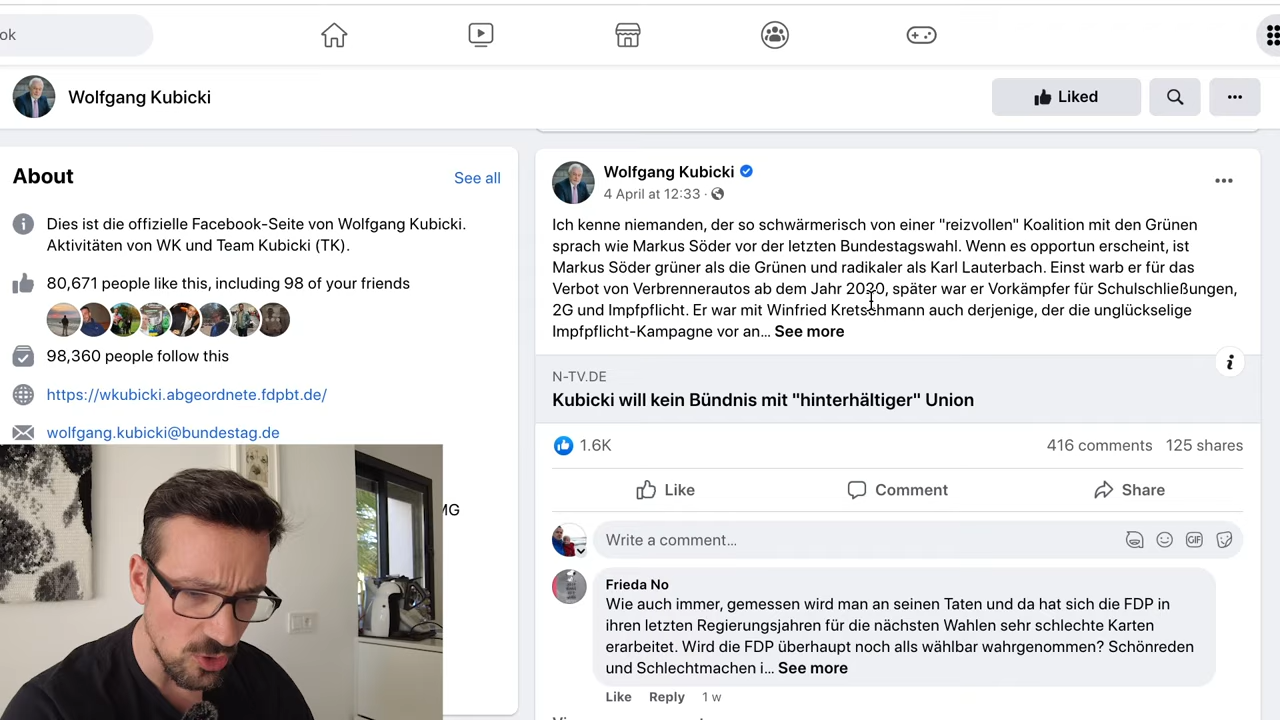 ok
Wolfgang Kubicki
Liked
About
See all
Dies ist die offizielle Facebook-Seite von Wolfgang Kubicki.
Aktivitäten von WK und Team Kubicki (TK).
80,671 people like this, including 98 of your friends
98,360 people follow this
https://wkubicki.abgeordnete.fdpbt.de/
wolfgang.kubicki@bundestag.de
MG
Wolfgang Kubicki
4 April at 12:33 ·
Ich kenne niemanden, der so schwärmerisch von einer "reizvollen" Koalition mit den Grünen
sprach wie Markus Söder vor der letzten Bundestagswahl. Wenn es opportun erscheint, ist
Markus Söder grüner als die Grünen und radikaler als Karl Lauterbach. Einst warb er für das
Verbot von Verbrennerautos ab dem Jahr 2030, später war er Vorkämpfer für Schulschließungen,
2G und Impfpflicht. Er war mit Winfried Kretschmann auch derjenige, der die unglückselige
Impfpflicht-Kampagne vor an... See more
N-TV.DE
Kubicki will kein Bündnis mit "hinterhältiger" Union
1.6K
416 comments 125 shares
Like
Comment
Share
Write a comment…
GIF
Frieda No
Wie auch immer, gemessen wird man an seinen Taten und da hat sich die FDP in
ihren letzten Regierungsjahren für die nächsten Wahlen sehr schlechte Karten
erarbeitet. Wird die FDP überhaupt noch alls wählbar wahrgenommen? Schönreden
und Schlechtmachen i... See more
Like Reply 1 w